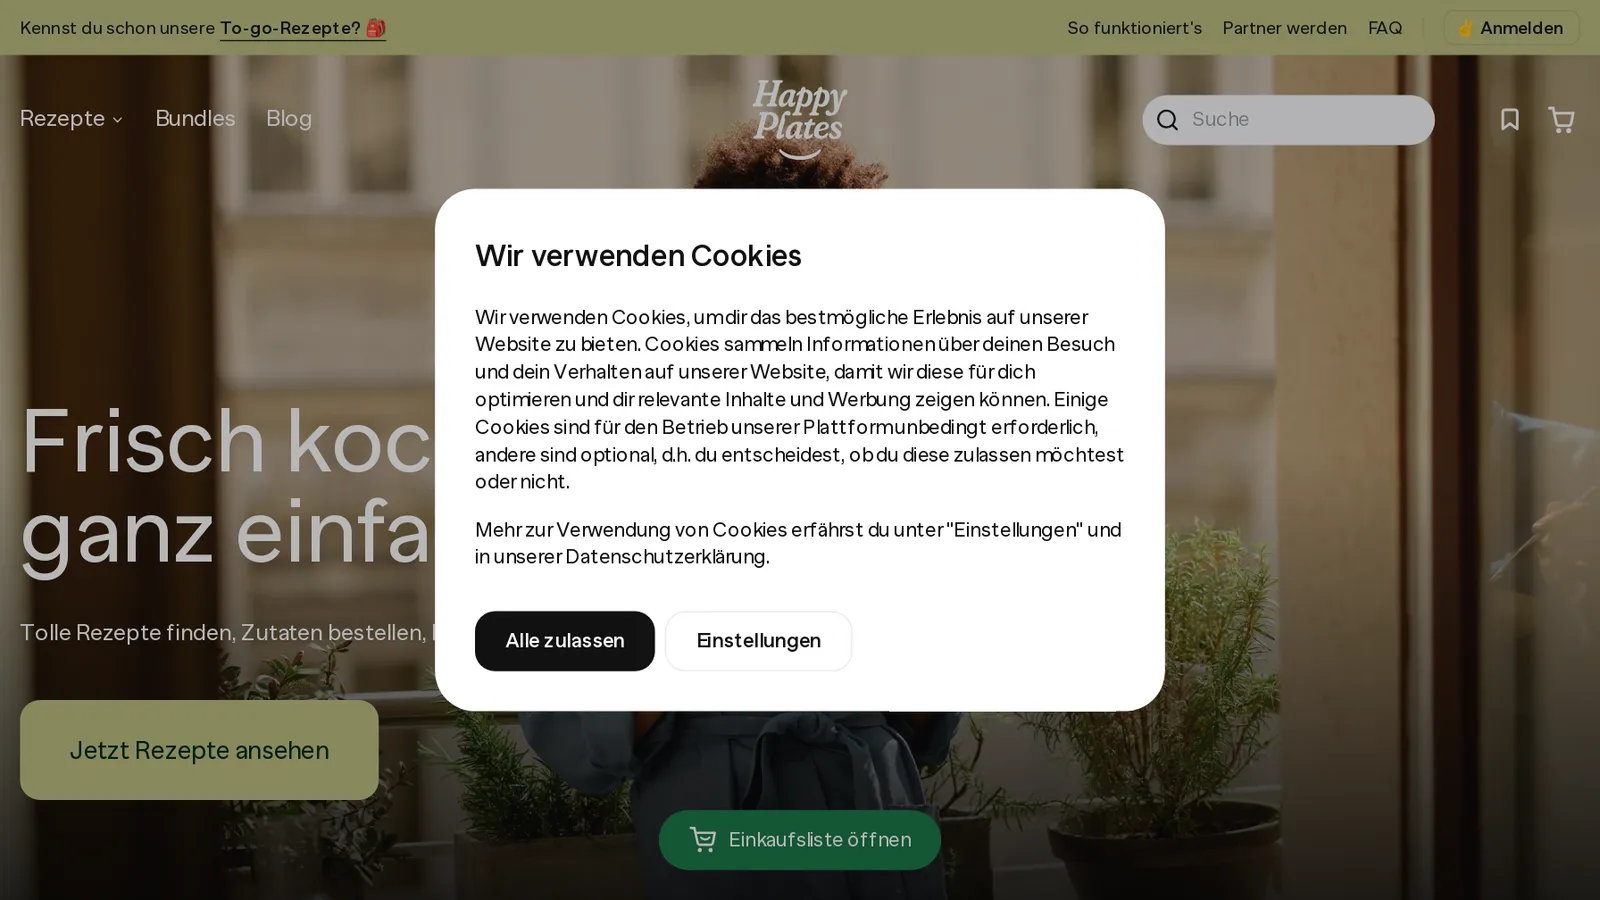 Kennst du schon unsere To-go-Rezepte? 🎒
So funktioniert's
Partner werden
FAQ
✌ Anmelden
Rezepte
Bundles
Blog
Happy
Plates
Suche
Wir verwenden Cookies
Wir verwenden Cookies, um dir das bestmögliche Erlebnis auf unserer
Website zu bieten. Cookies sammeln Informationen über deinen Besuch
und dein Verhalten auf unserer Website, damit wir diese für dich
optimieren und dir relevante Inhalte und Werbung zeigen können. Einige
Cookies sind für den Betrieb unserer Plattform unbedingt erforderlich,
andere sind optional, d.h. du entscheidest, ob du diese zulassen möchtest
oder nicht.
Mehr zur Verwendung von Cookies erfährst du unter "Einstellungen" und
in unserer Datenschutzerklärung.
Alle zulassen
Einstellungen
Frisch koc
ganz einfa
Tolle Rezepte finden, Zutaten bestellen,
Jetzt Rezepte ansehen
Einkaufsliste öffnen